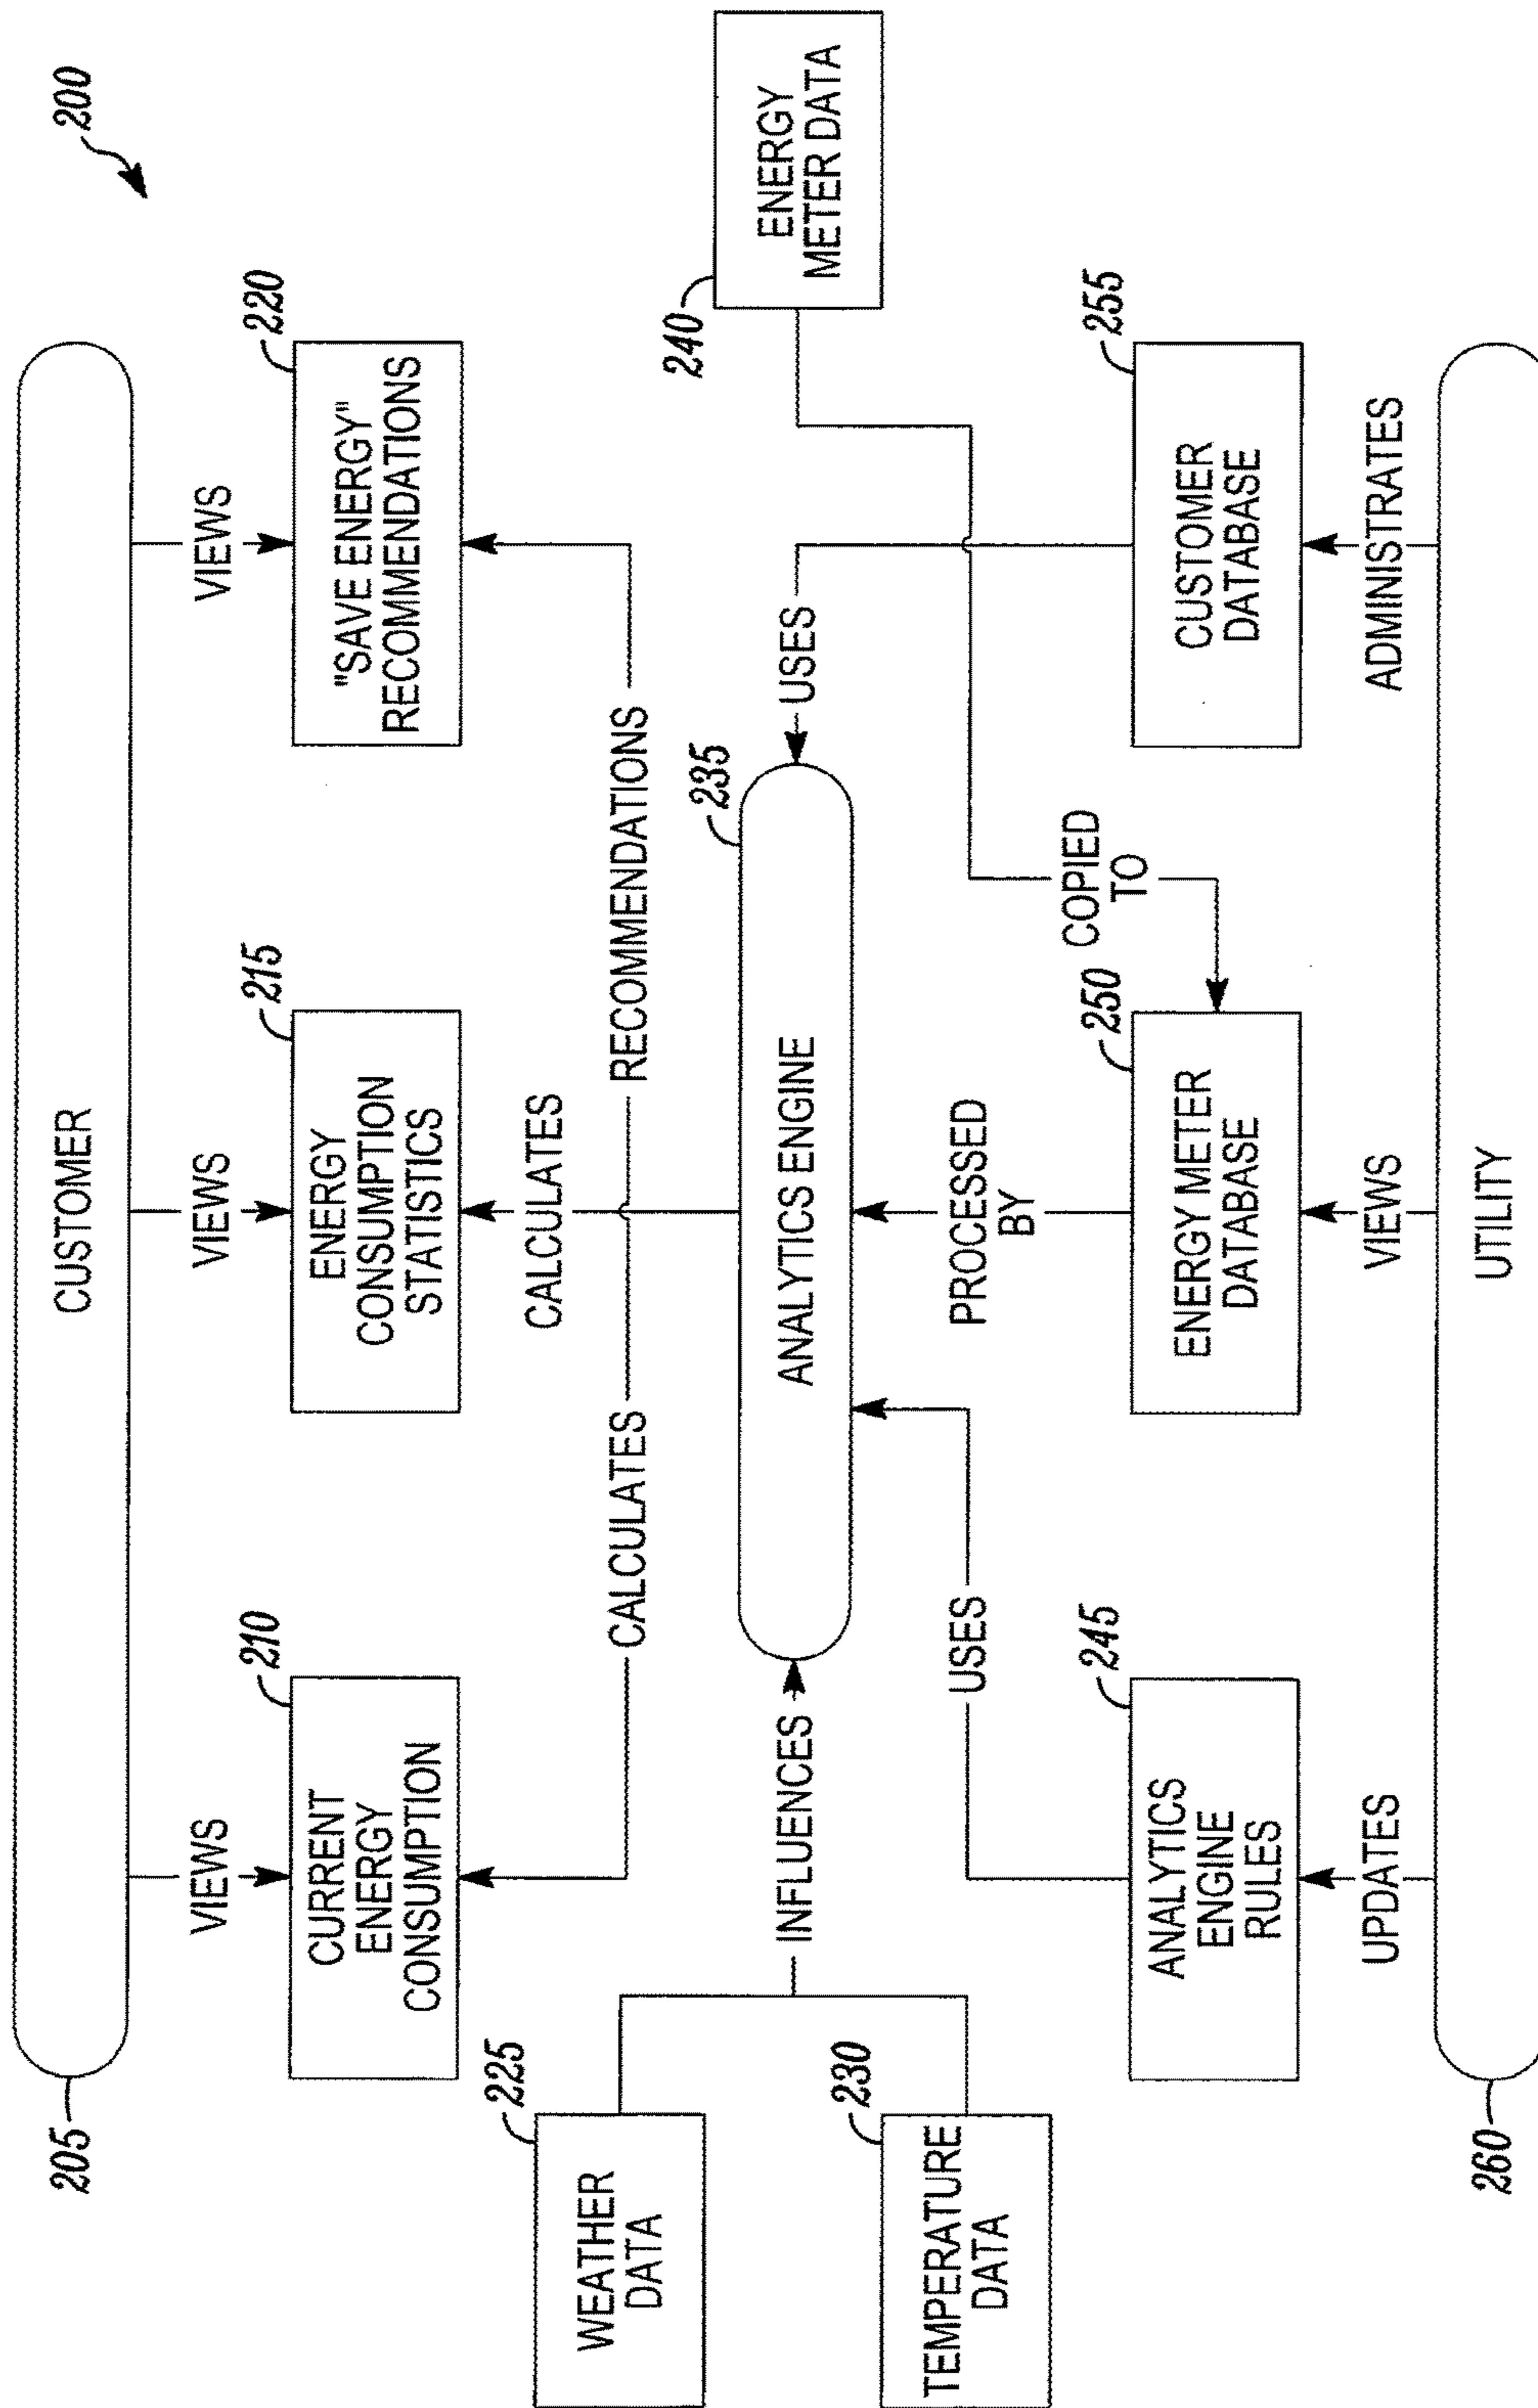 200
205
CUSTOMER
VIEWS
VIEWS
VIEWS
210
CURRENT
ENERGY
CONSUMPTION
215
ENERGY
CONSUMPTION
STATISTICS
220
"SAVE ENERGY"
RECOMMENDATIONS
CALCULATES
CALCULATES
RECOMMENDATIONS
225
WEATHER
DATA
230
TEMPERATURE
DATA
INFLUENCES
235
ANALYTICS ENGINE
USES
240
ENERGY
METER DATA
USES
PROCESSED
BY
COPIED
TO
245
ANALYTICS
ENGINE
RULES
250
ENERGY METER
DATABASE
255
CUSTOMER
DATABASE
UPDATES
VIEWS
ADMINISTRATES
260
UTILITY